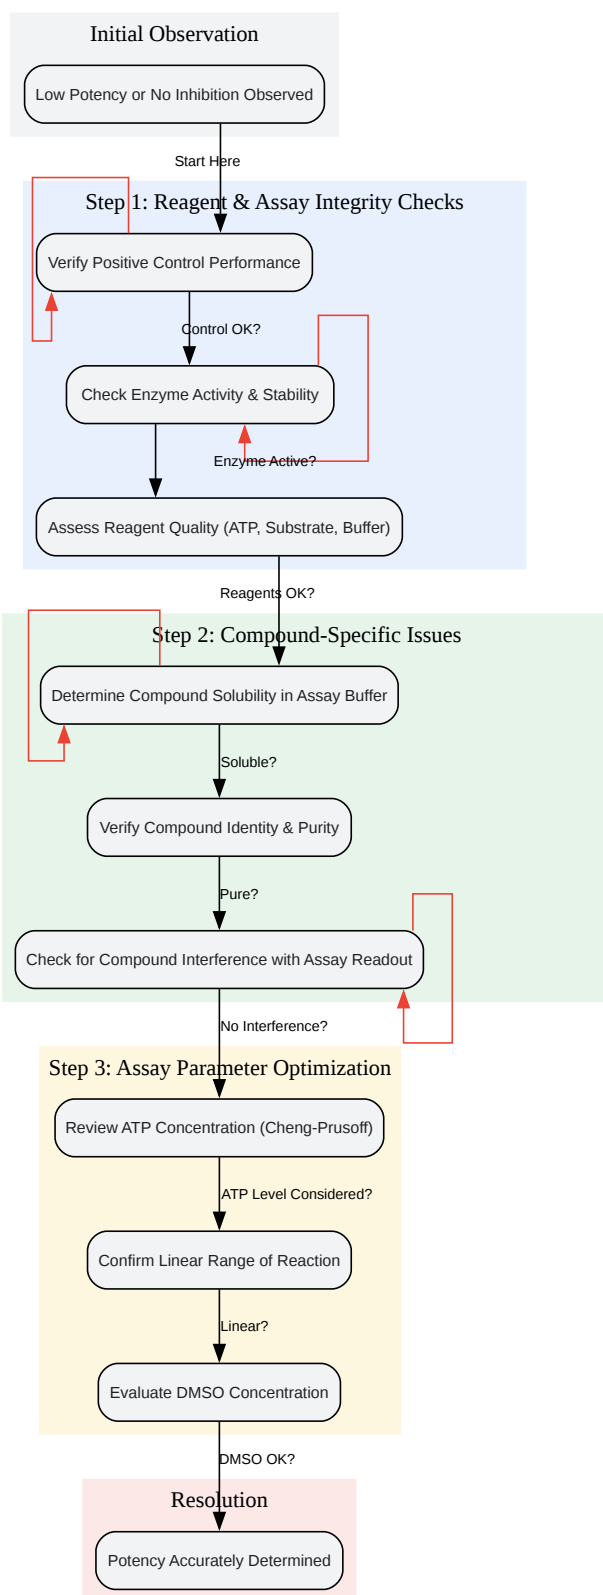 Initial Observation
Low Potency or No Inhibition Observed
Start Here
Step 1: Reagent & Assay Integrity Checks
Verify Positive Control Performance
Control OK?
Check Enzyme Activity & Stability
Enzyme Active?
Assess Reagent Quality (ATP, Substrate, Buffer)
Reagents OK?
Step 2: Compound-Specific Issues
Determine Compound Solubility in Assay Buffer
Soluble?
Verify Compound Identity & Purity
Pure?
Check for Compound Interference with Assay Readout
No Interference?
Step 3: Assay Parameter Optimization
Review ATP Concentration (Cheng-Prusoff)
ATP Level Considered?
Confirm Linear Range of Reaction
Linear?
Evaluate DMSO Concentration
DMSO OK?
Resolution
Potency Accurately Determined